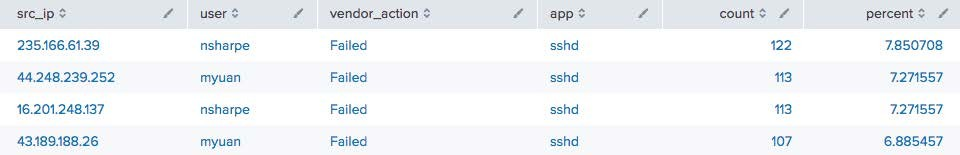 src_ip user vendor_action app count percent
235.166.61.39 nsharpe Failed sshd 122 7.850708
44.248.239.252 myuan Failed sshd 113 7.271557
16.201.248.137 nsharpe Failed sshd 113 7.271557
43.189.188.26 myuan Failed sshd 107 6.885457